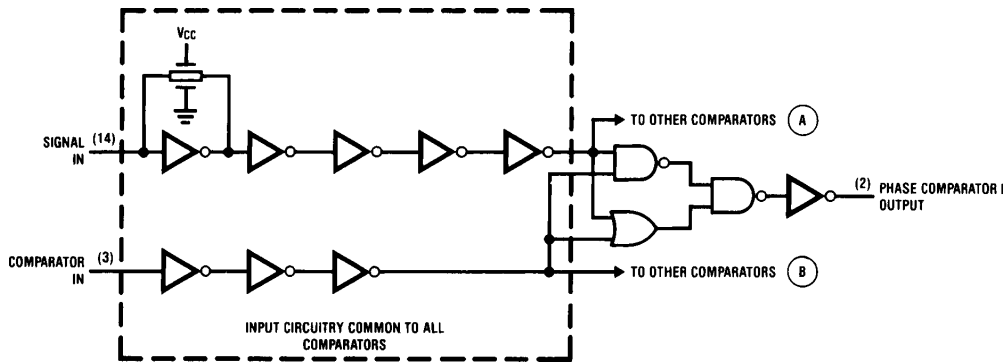 VCC
SIGNAL (14)
IN
TO OTHER COMPARATORS A
(2) PHASE COMPARATOR I
OUTPUT
COMPARATOR (3)
IN
TO OTHER COMPARATORS B
INPUT CIRCUITRY COMMON TO ALL
COMPARATORS